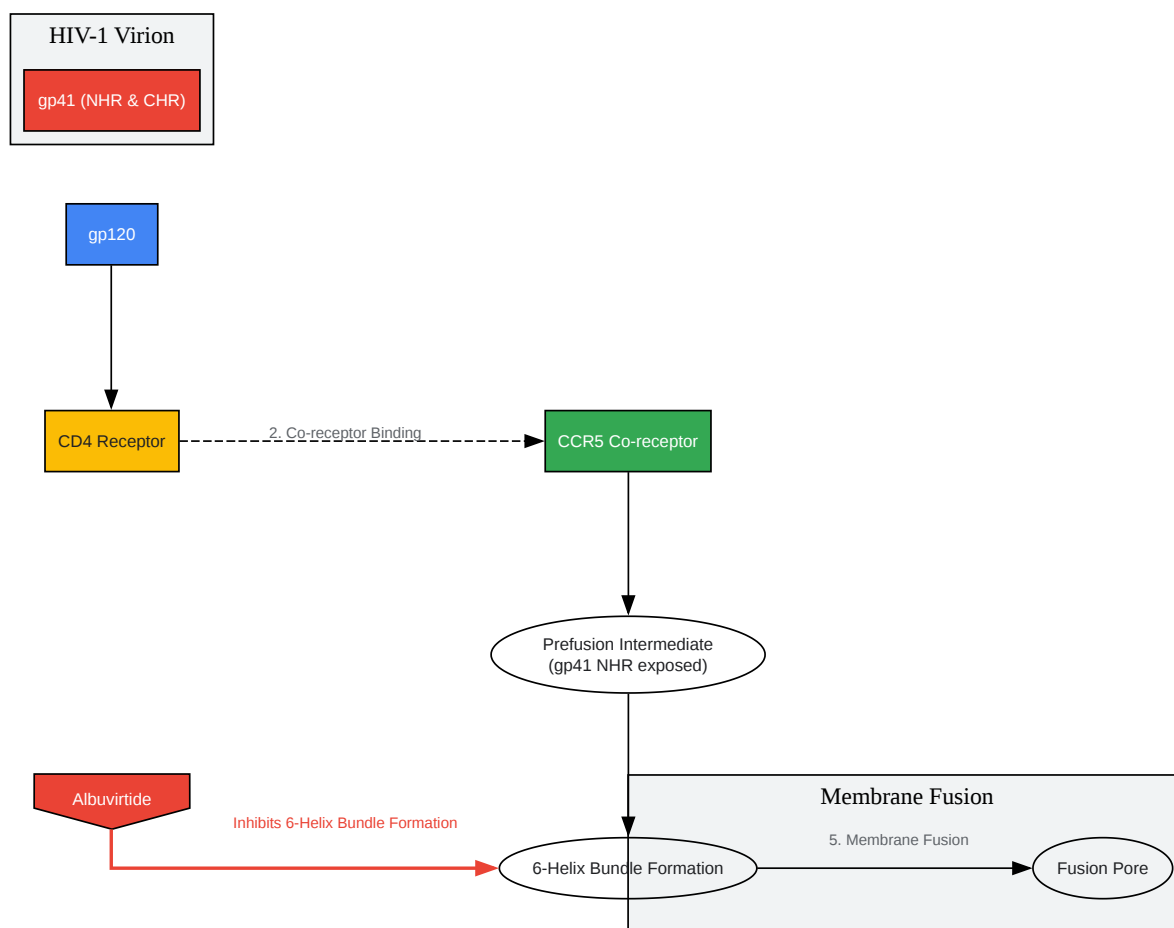 HIV-1 Virion
gp41 (NHR & CHR)
gp120
CD4 Receptor
2. Co-receptor Binding
CCR5 Co-receptor
Prefusion Intermediate
(gp41 NHR exposed)
Albuvirtide
Inhibits 6-Helix Bundle Formation
Membrane Fusion
5. Membrane Fusion
6-Helix Bundle Formation
Fusion Pore